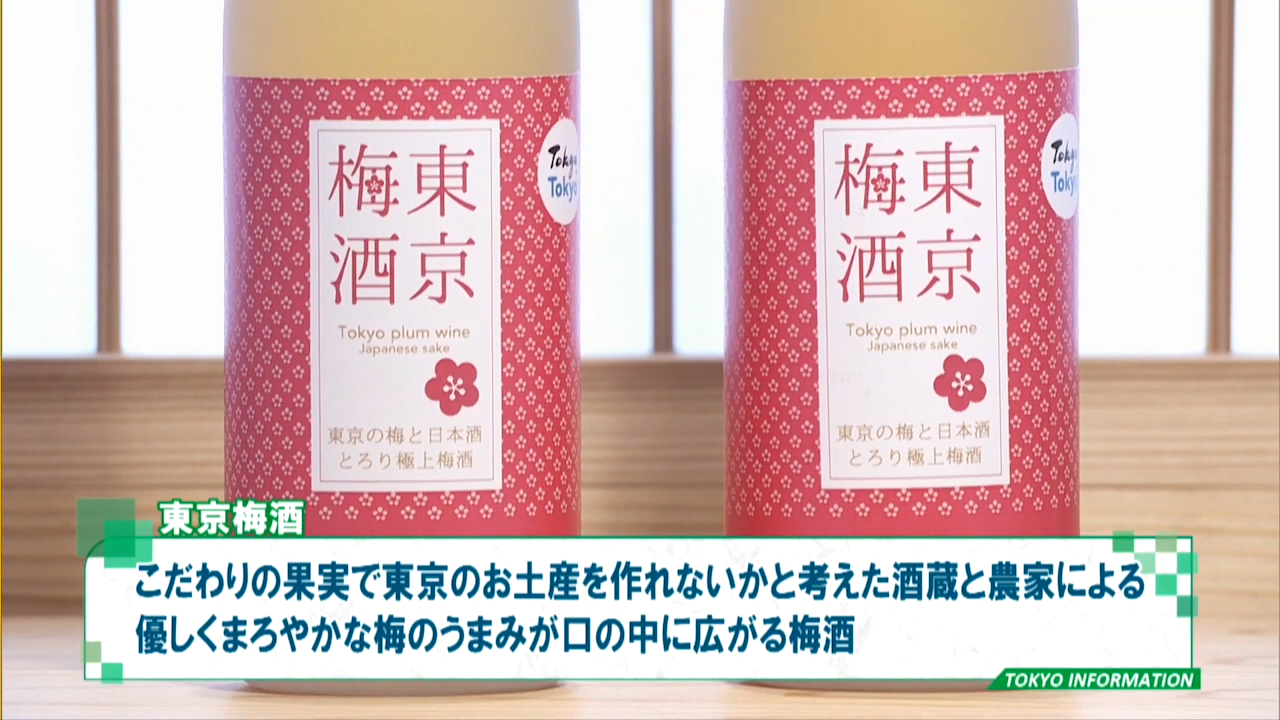 東京
梅酒
Tokyo plum wine
Japanese sake
東京の梅と日本酒
とろり極上梅酒
Tokyo
Tokyo
東京
梅酒
Tokyo plum wine
Japanese sake
東京の梅と日本酒
とろり極上梅酒
Tokyo
Tokyo
東京梅酒
こだわりの果実で東京のお土産を作れないかと考えた酒蔵と農家による
優しくまろやかな梅のうまみが口の中に広がる梅酒
TOKYO INFORMATION